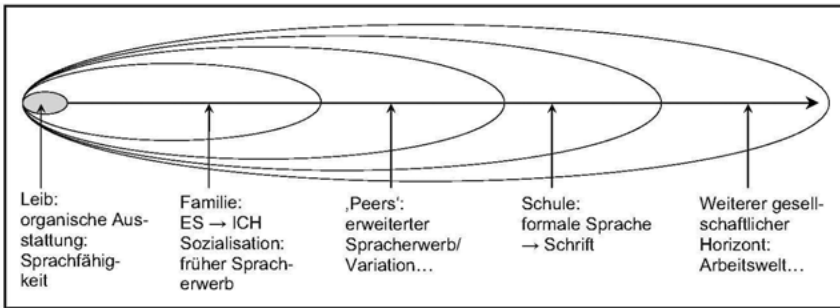 Leib:
organische Aus-
stattung:
Sprachfähig-
keit
Familie:
ES → ICH
Sozialisation:
früher Sprach-
erwerb
‚Peers‘:
erweiterter
Spracherwerb/
Variation...
Schule:
formale Sprache
→ Schrift
Weiterer gesell-
schaftlicher
Horizont:
Arbeitswelt...